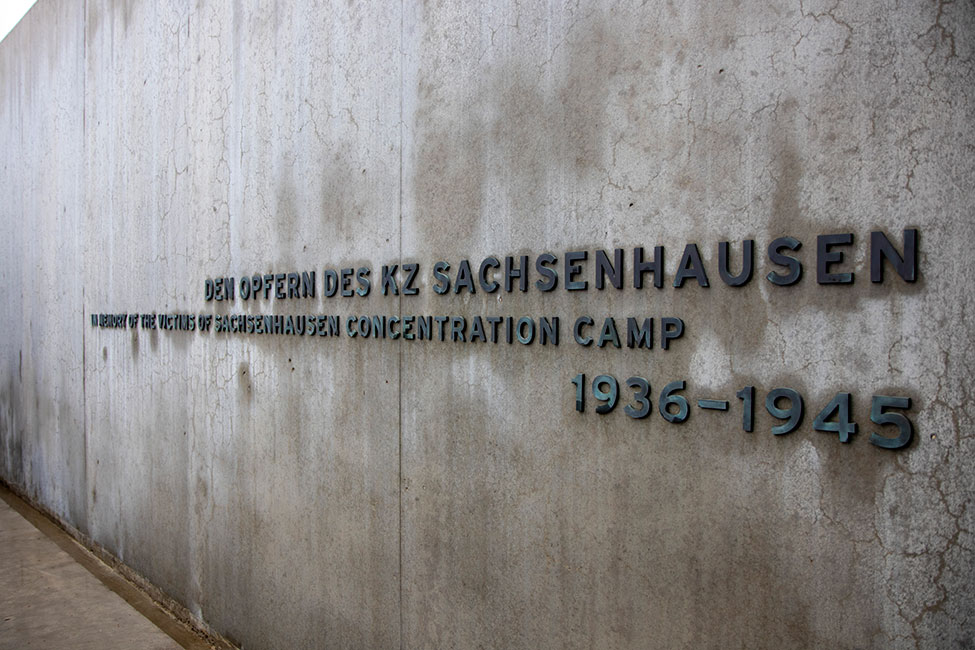 DEN OPFERN DES KZ SACHSENHAUSEN
IN MEMORY OF THE VICTIMS OF SACHSENHAUSEN CONCENTRATION CAMP
1936-1945